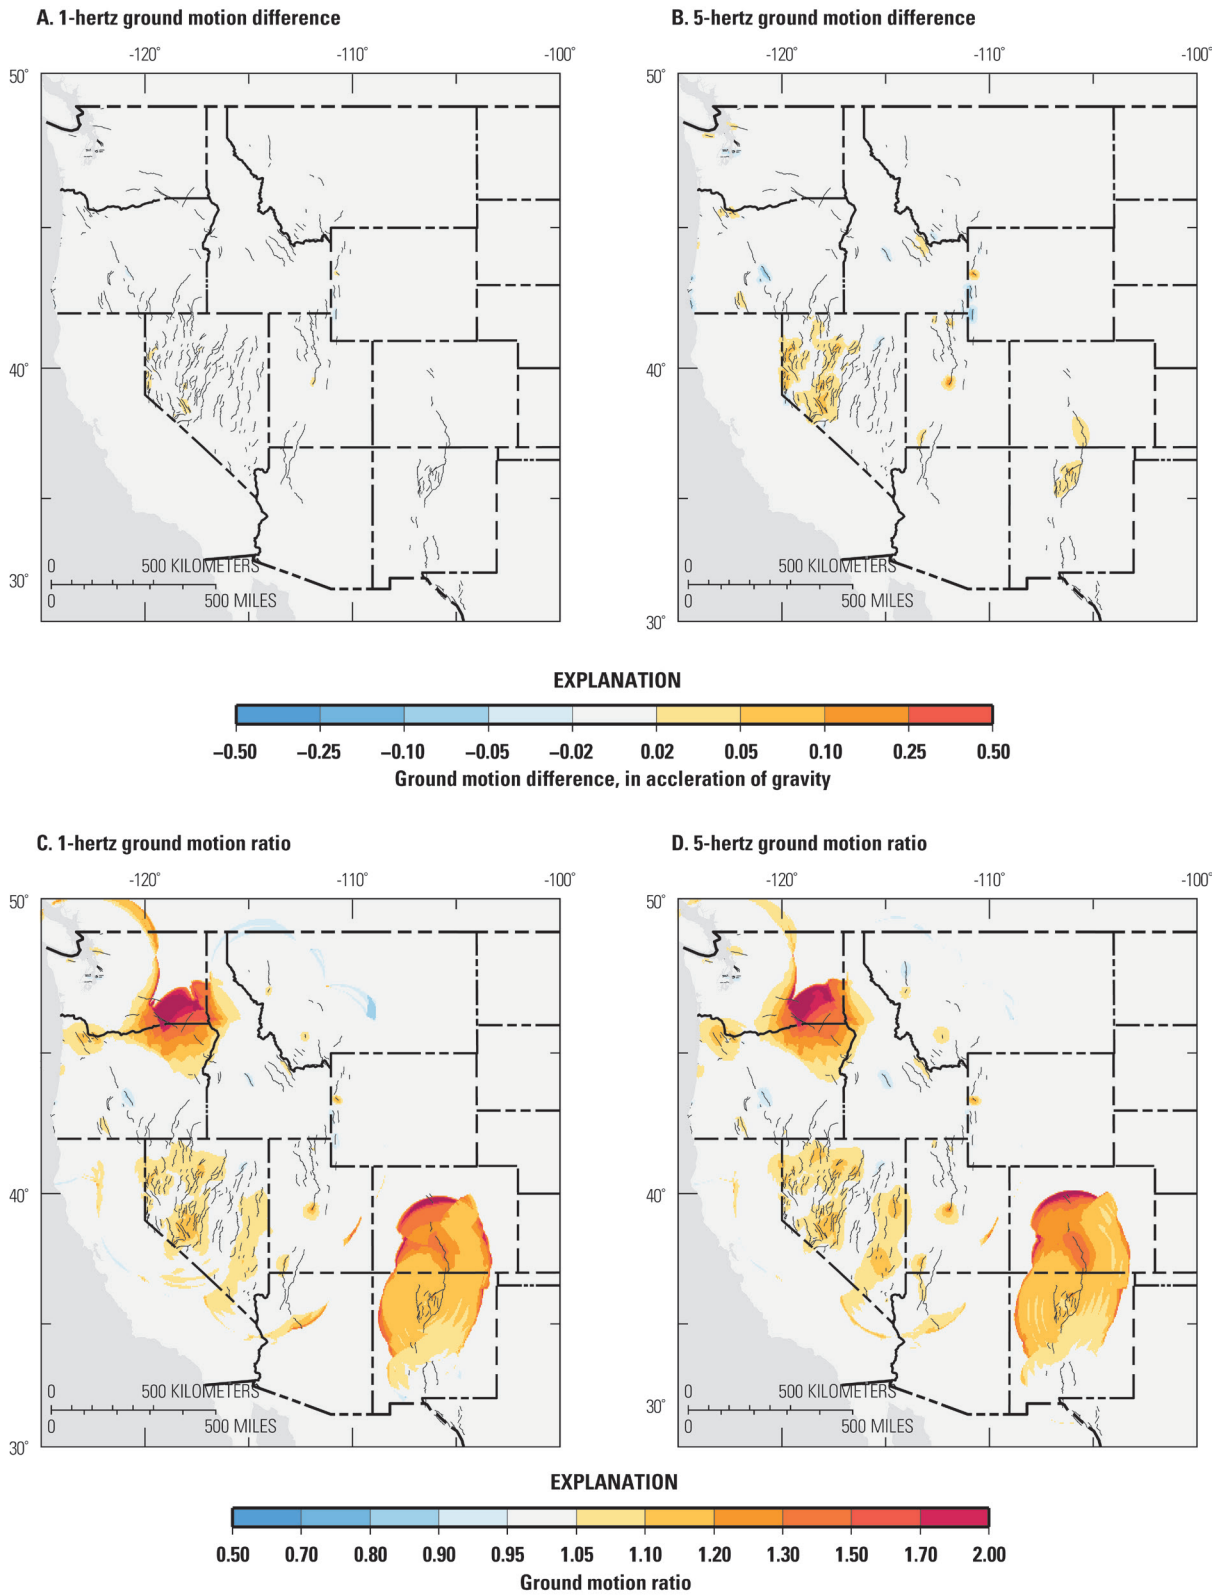 A. 1-hertz ground motion difference
-120°
-110°
-100°
50°
40°
30°
0
500 KILOMETERS
0
500 MILES
B. 5-hertz ground motion difference
-120°
-110°
-100°
50°
40°
30°
0
500 KILOMETERS
0
500 MILES
EXPLANATION
−0.50 −0.25 −0.10 −0.05 −0.02 0.02 0.05 0.10 0.25 0.50
Ground motion difference, in accleration of gravity
C. 1-hertz ground motion ratio
-120°
-110°
-100°
50°
40°
30°
0
500 KILOMETERS
0
500 MILES
D. 5-hertz ground motion ratio
-120°
-110°
-100°
50°
40°
30°
0
500 KILOMETERS
0
500 MILES
EXPLANATION
0.50 0.70 0.80 0.90 0.95 1.05 1.10 1.20 1.30 1.50 1.70 2.00
Ground motion ratio